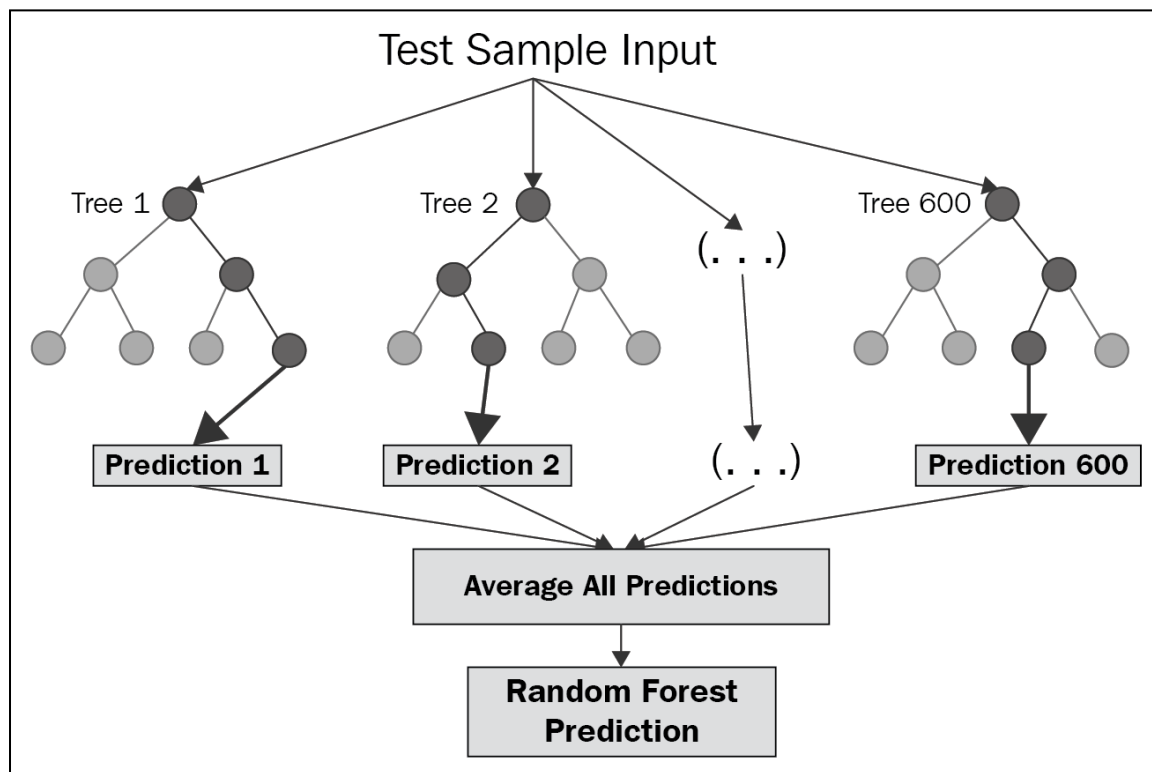 Test Sample Input
Tree 1
Tree 2
Tree 600
(. . .)
Prediction 1
Prediction 2
(. . .)
Prediction 600
Average All Predictions
Random Forest
Prediction